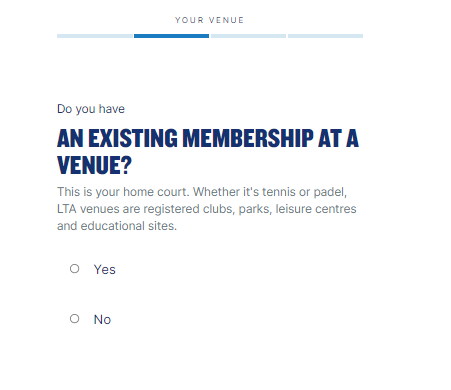 YOUR VENUE
Do you have
AN EXISTING MEMBERSHIP AT A
VENUE?
This is your home court. Whether it's tennis or padel,
LTA venues are registered clubs, parks, leisure centres
and educational sites.
Yes
No